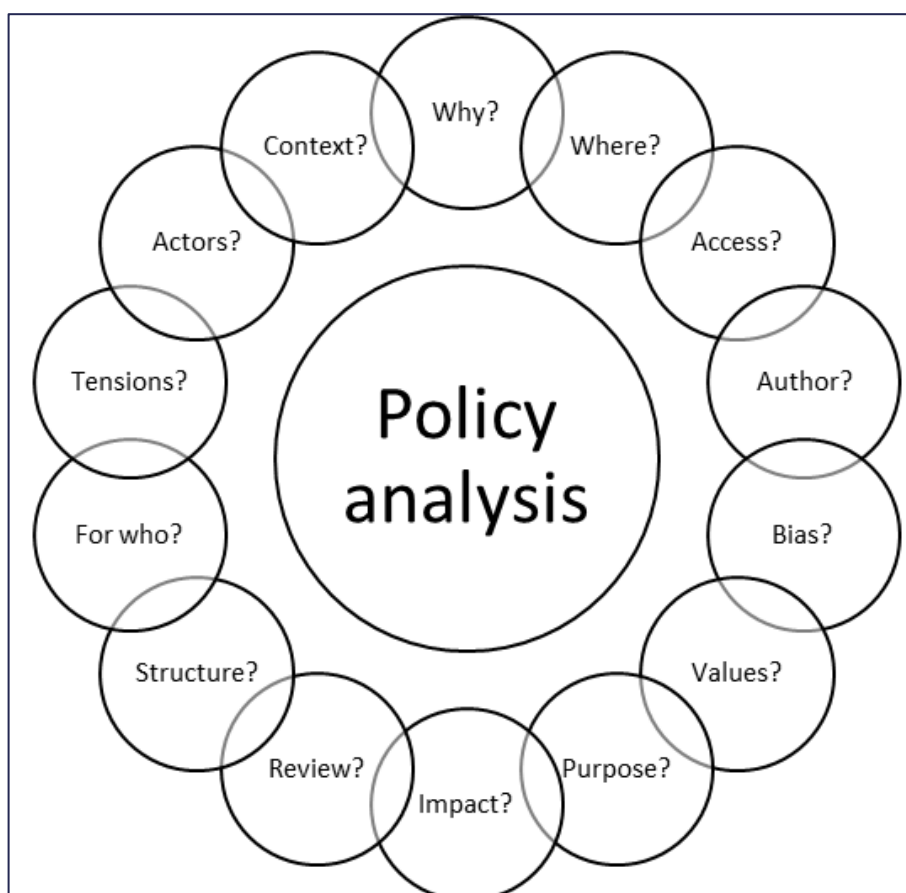 Why?
Where?
Access?
Author?
Bias?
Values?
Purpose?
Impact?
Review?
Structure?
For who?
Tensions?
Actors?
Context?
Policy
analysis